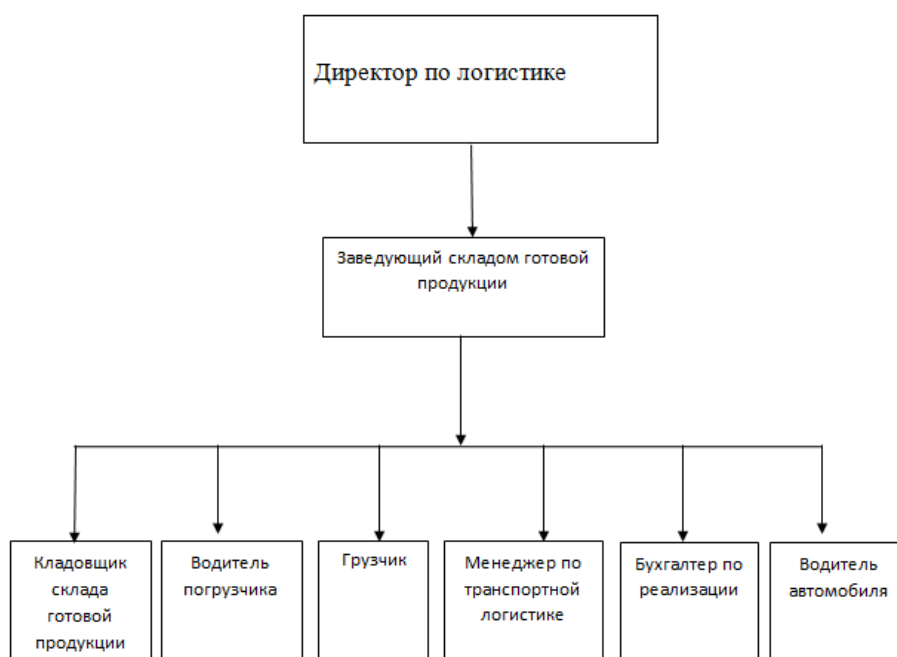 Директор по логистике
Заведующий складом готовой
продукции
Кладовщик
склада
готовой
продукции
Водитель
погрузчика
Грузчик
Менеджер по
транспортной
логистике
Бухгалтер по
реализации
Водитель
автомобиля